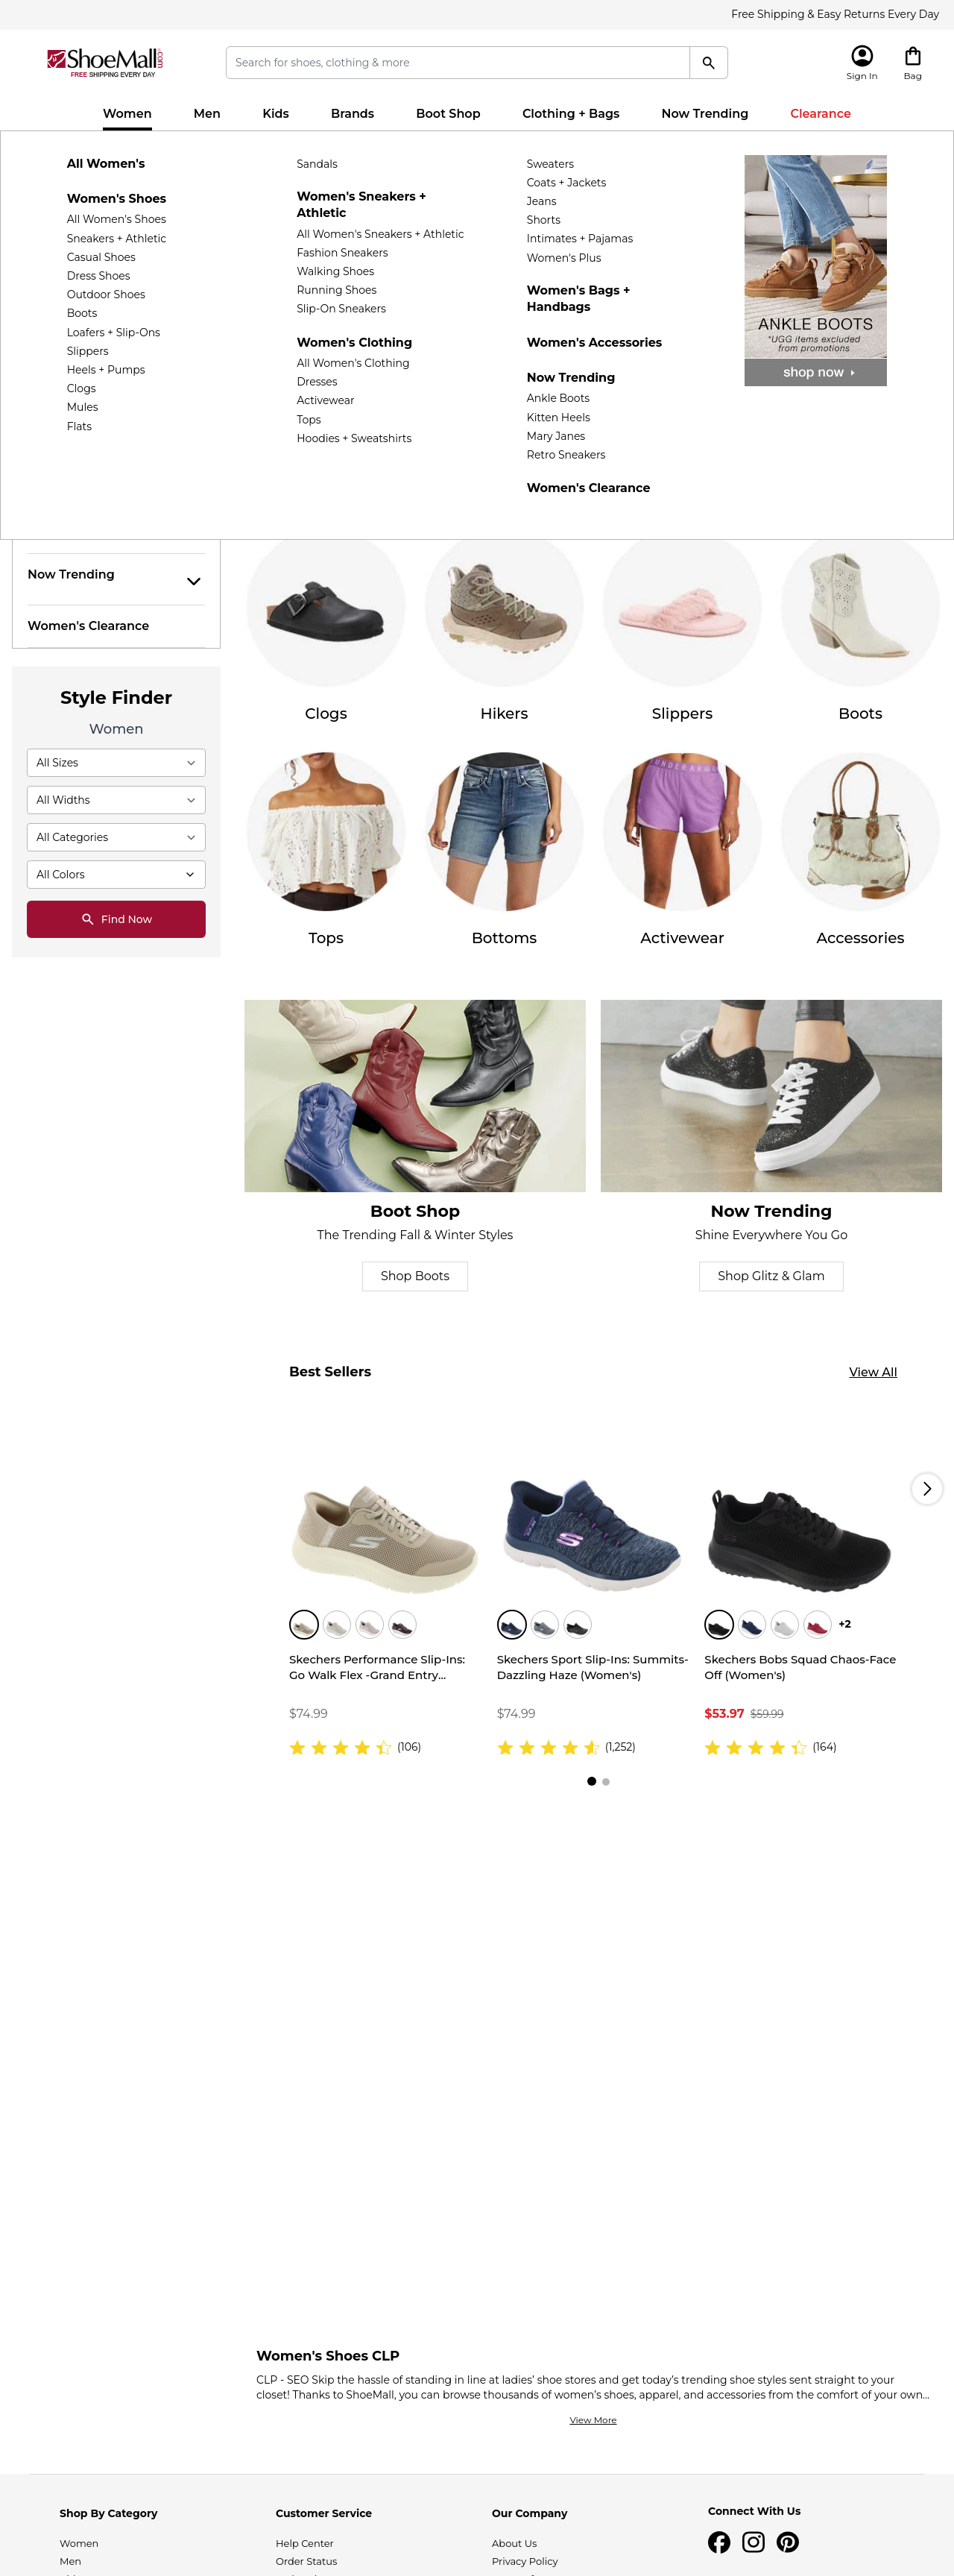 Free Shipping & Easy Returns Every Day
ShoeMall.com
FREE SHIPPING EVERY DAY
Search for shoes, clothing & more
Sign In
Bag
Women
Men
Kids
Brands
Boot Shop
Clothing + Bags
Now Trending
Clearance
All Women's
Women's Shoes
All Women's Shoes
Sneakers + Athletic
Casual Shoes
Dress Shoes
Outdoor Shoes
Boots
Loafers + Slip-Ons
Slippers
Heels + Pumps
Clogs
Mules
Flats
Sandals
Women's Sneakers +
Athletic
All Women's Sneakers + Athletic
Fashion Sneakers
Walking Shoes
Running Shoes
Slip-On Sneakers
Women's Clothing
All Women's Clothing
Dresses
Activewear
Tops
Hoodies + Sweatshirts
Sweaters
Coats + Jackets
Jeans
Shorts
Intimates + Pajamas
Women's Plus
Women's Bags +
Handbags
Women's Accessories
Now Trending
Ankle Boots
Kitten Heels
Mary Janes
Retro Sneakers
Women's Clearance
ANKLE BOOTS
*UGG items excluded
from promotions
shop now
Now Trending
Women's Clearance
Style Finder
Women
All Sizes
All Widths
All Categories
All Colors
Find Now
Clogs
Hikers
Slippers
Boots
UNDER ARMOUR
Tops
Bottoms
Activewear
Accessories
Boot Shop
The Trending Fall & Winter Styles
Shop Boots
Now Trending
Shine Everywhere You Go
Shop Glitz & Glam
Best Sellers
View All
Skechers Performance Slip-Ins:
Go Walk Flex -Grand Entry...
$74.99
(106)
Skechers Sport Slip-Ins: Summits-
Dazzling Haze (Women's)
$74.99
(1,252)
+2
Skechers Bobs Squad Chaos-Face
Off (Women's)
$53.97 $59.99
(164)
Women's Shoes CLP
CLP - SEO Skip the hassle of standing in line at ladies' shoe stores and get today's trending shoe styles sent straight to your
closet! Thanks to ShoeMall, you can browse thousands of women's shoes, apparel, and accessories from the comfort of your own...
View More
Shop By Category
Women
Men
Customer Service
Help Center
Order Status
Our Company
About Us
Privacy Policy
Connect With Us